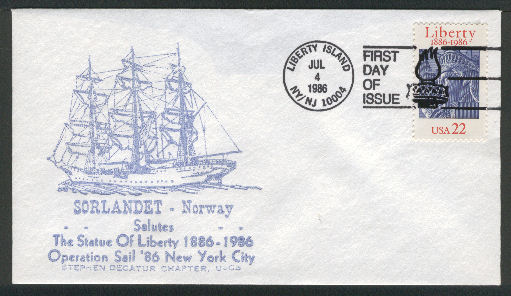 LIBERTY ISLAND
JUL
4
1986
NY/NJ 10004
FIRST
DAY
OF
ISSUE
Liberty
1886-1986
USA 22
SORLANDET - Norway
- - Salutes - -
The Statue Of Liberty 1886-1986
Operation Sail '86 New York City
STEPHEN DECATUR CHAPTER, USCS